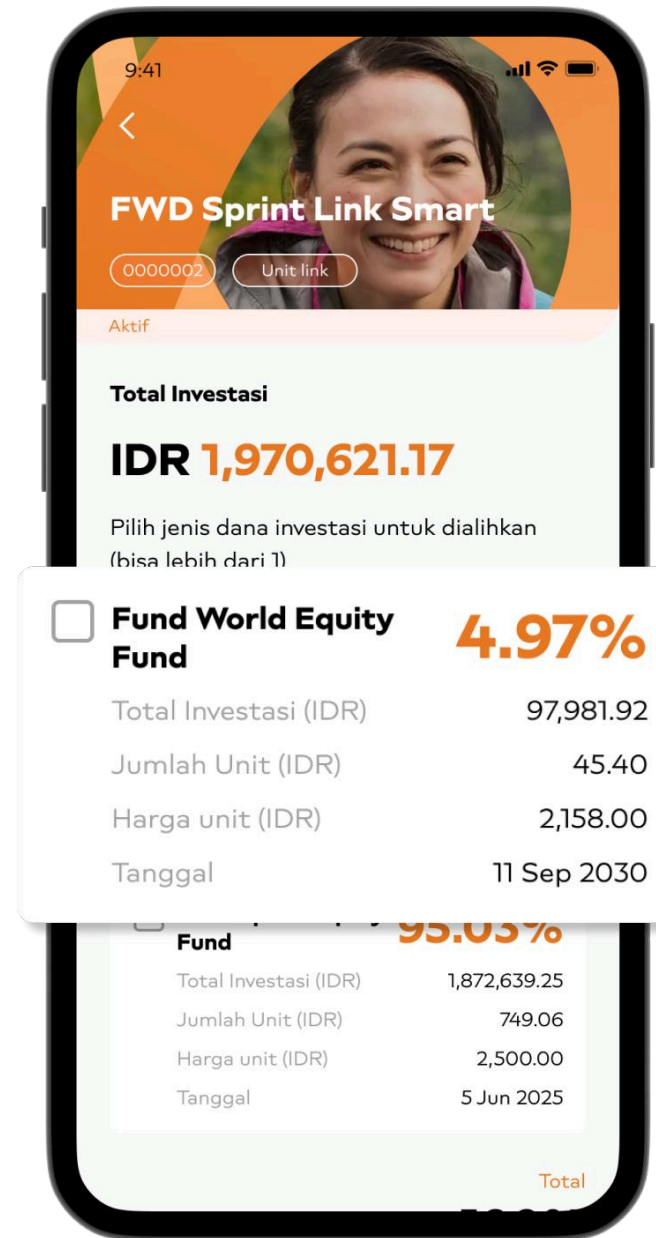 9:41
FWD Sprint Link Smart
0000002 Unit link
Aktif
Total Investasi
IDR 1,970,621.17
Pilih jenis dana investasi untuk dialihkan
(bisa lebih dari 1)
Fund World Equity
Fund
4.97%
Total Investasi (IDR) 97,981.92
Jumlah Unit (IDR) 45.40
Harga unit (IDR) 2,158.00
Tanggal 11 Sep 2030
Fund
95.03%
Total Investasi (IDR) 1,872,639.25
Jumlah Unit (IDR) 749.06
Harga unit (IDR) 2,500.00
Tanggal 5 Jun 2025
Total